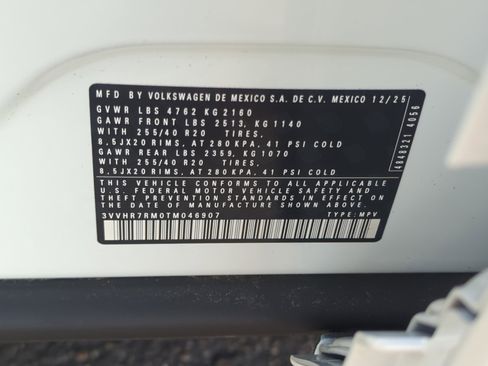 MFD BY VOLKSWAGEN DE MEXICO S.A. DE C.V. MEXICO 12/25
GVWR LBS 4762 KG 2160
GAWR FRONT LBS 2513, KG 1140
WITH 255/40 R20 TIRES,
8.5JX20 RIMS, AT 280 KPA, 41 PSI COLD
GAWR REAR LBS 2359, KG 1070
WITH 255/40 R20 TIRES,
8.5JX20 RIMS, AT 280 KPA, 41 PSI COLD
THIS VEHICLE CONFORMS TO ALL APPLICABLE
U.S. FEDERAL MOTOR VEHICLE SAFETY AND
THEFT PREVENTION STANDARDS IN EFFECT ON
THE DATE OF MANUFACTURE SHOWN ABOVE
3VVHR7RM0TM046907 TYPE: MPV
4848321 4056